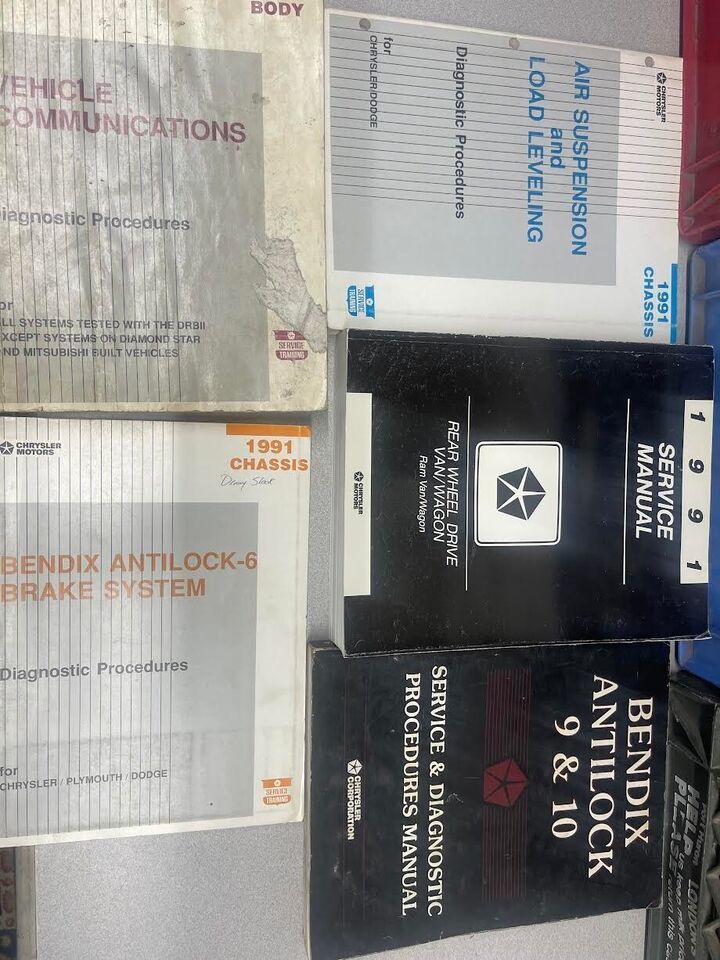 BODY
VEHICLE
COMMUNICATIONS
Diagnostic Procedures
for
ALL SYSTEMS TESTED WITH THE DRBII
EXCEPT SYSTEMS ON DIAMOND STAR
AND MITSUBISHI BUILT VEHICLES
SERVICE
TRAINING
CHRYSLER
MOTORS
AIR SUSPENSION
and
LOAD LEVELING
Diagnostic Procedures
for
CHRYSLER/DODGE
1991
CHASSIS
SERVICE
TRAINING
CHRYSLER
MOTORS
1991
CHASSIS
BENDIX ANTILOCK-6
BRAKE SYSTEM
Diagnostic Procedures
for
CHRYSLER / PLYMOUTH / DODGE
SERVICE
TRAINING
1991
SERVICE
MANUAL
REAR WHEEL DRIVE
VAN/WAGON
Ram Van/Wagon
CHRYSLER
MOTORS
BENDIX
ANTILOCK
9 & 10
SERVICE & DIAGNOSTIC
PROCEDURES MANUAL
CHRYSLER
CORPORATION
HELP